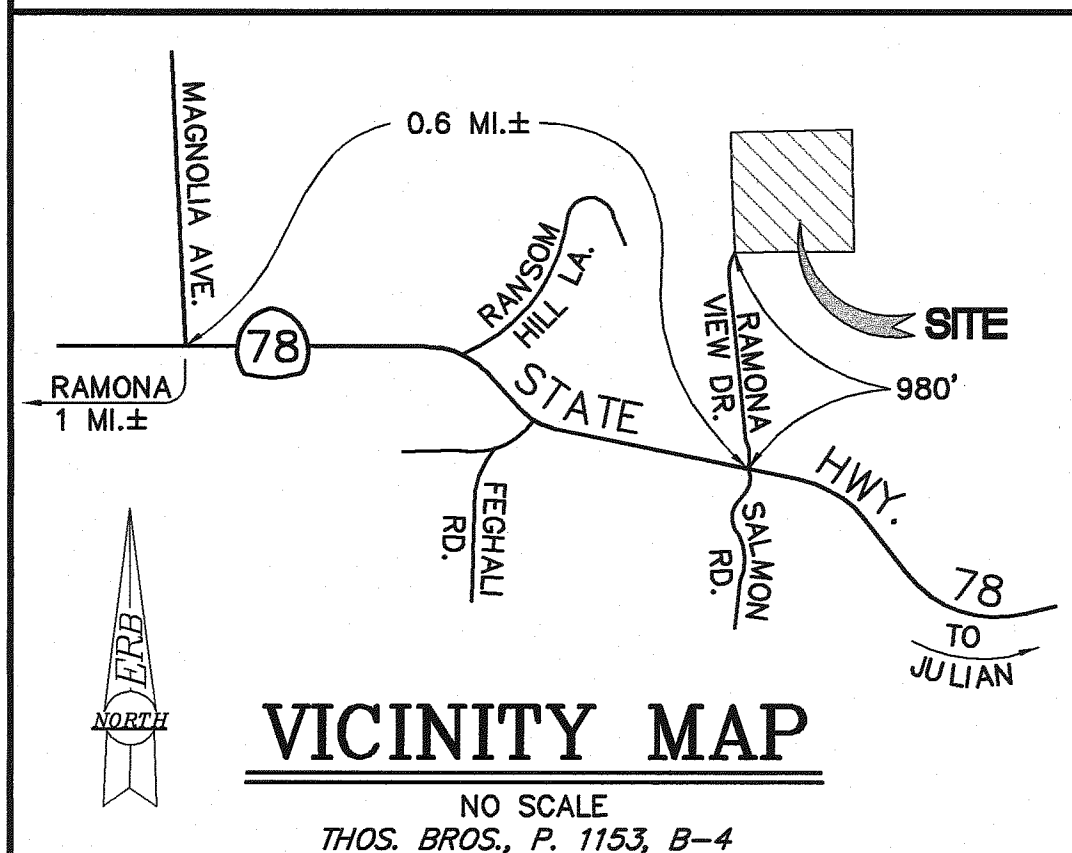 MAGNOLIA AVE.
0.6 MI.±
RANSOM
HILL LA.
RAMONA
VIEW DR.
SITE
78
RAMONA
1 MI.±
STATE
980'
HWY.
FEGHALI
RD.
SALMON
RD.
78
TO
JULIAN
ERB
NORTH
VICINITY MAP
NO SCALE
THOS. BROS., P. 1153, B-4